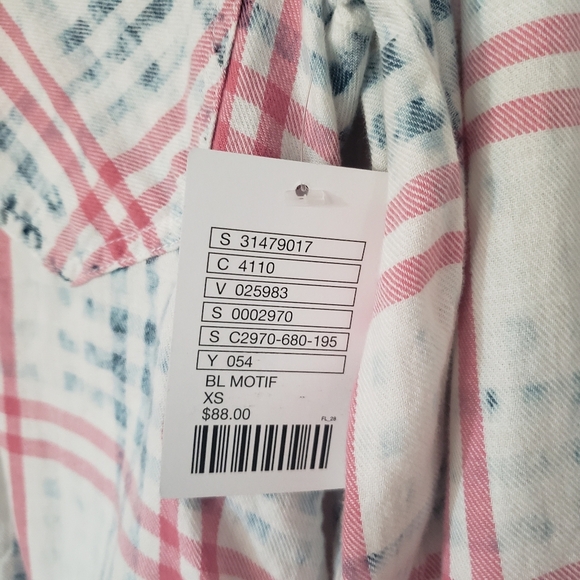 S 31479017
C 4110
V 025983
S 0002970
S C2970-680-195
Y 054
BL MOTIF
XS
$88.00
FL_28